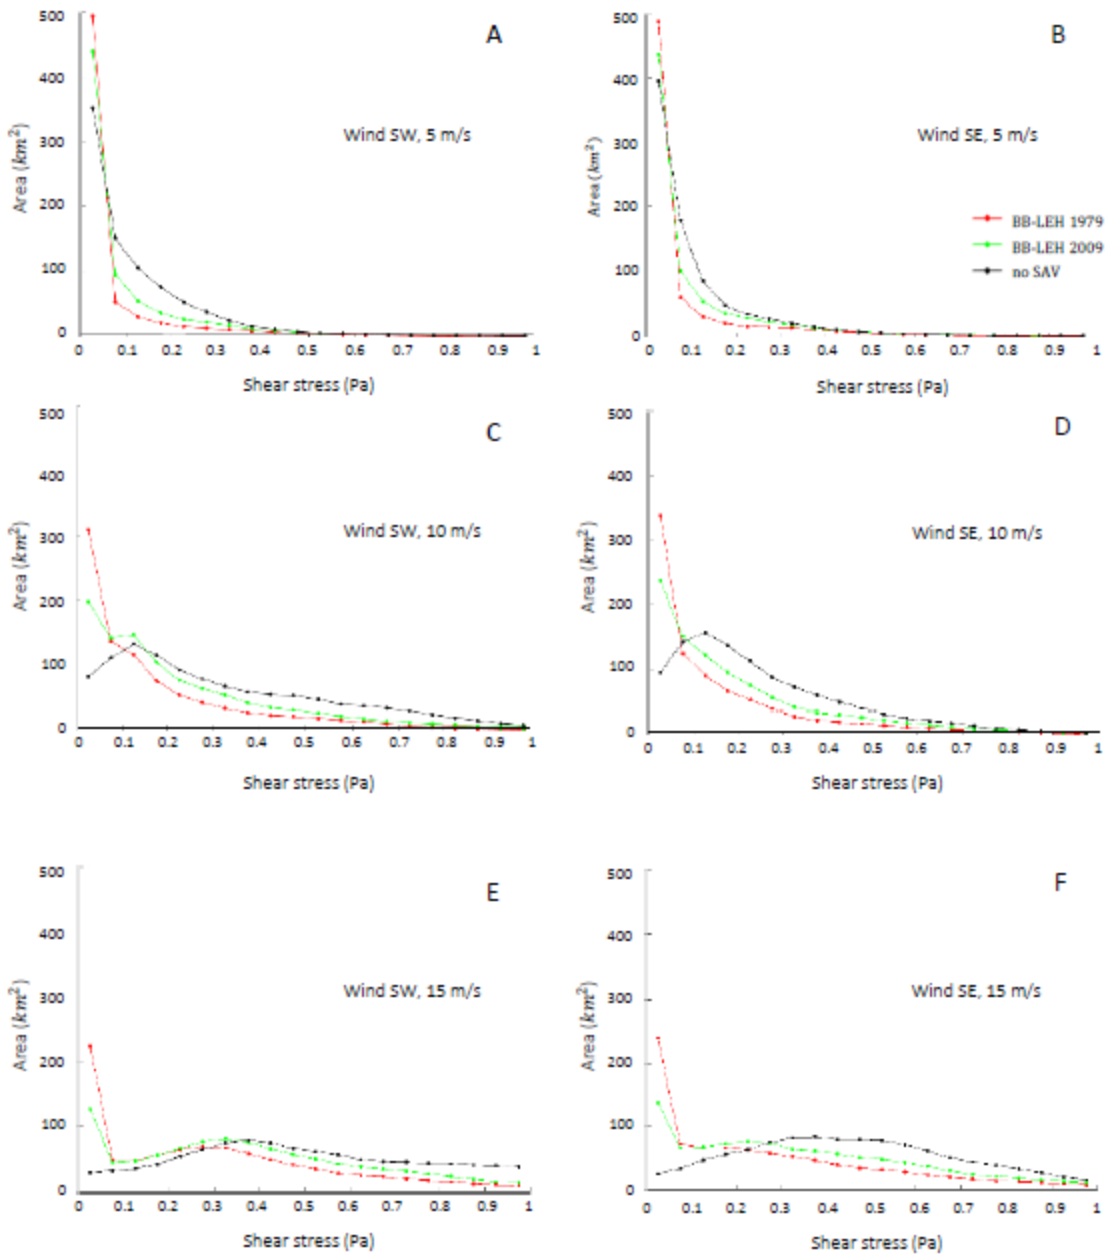 A
Wind SW, 5 m/s
Area (km²)
500
400
300
200
100
0
0 0.1 0.2 0.3 0.4 0.5 0.6 0.7 0.8 0.9 1
Shear stress (Pa)
B
Wind SE, 5 m/s
Area (km²)
500
400
300
200
100
0
BB-LEH 1979
BB-LEH 2009
no SAV
0 0.1 0.2 0.3 0.4 0.5 0.6 0.7 0.8 0.9 1
Shear stress (Pa)
C
Wind SW, 10 m/s
Area (km²)
500
400
300
200
100
0
0 0.1 0.2 0.3 0.4 0.5 0.6 0.7 0.8 0.9 1
Shear stress (Pa)
D
Wind SE, 10 m/s
Area (km²)
500
400
300
200
100
0
0 0.1 0.2 0.3 0.4 0.5 0.6 0.7 0.8 0.9 1
Shear stress (Pa)
E
Wind SW, 15 m/s
Area (km²)
500
400
300
200
100
0
0 0.1 0.2 0.3 0.4 0.5 0.6 0.7 0.8 0.9 1
Shear stress (Pa)
F
Wind SE, 15 m/s
Area (km²)
500
400
300
200
100
0
0 0.1 0.2 0.3 0.4 0.5 0.6 0.7 0.8 0.9 1
Shear stress (Pa)